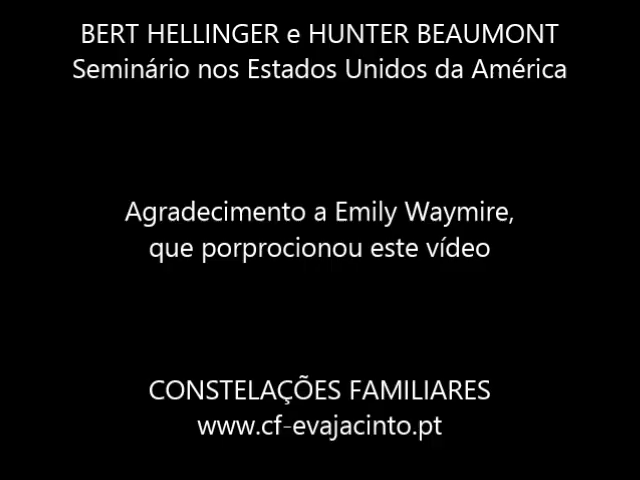 BERT HELLINGER e HUNTER BEAUMONT
Seminário nos Estados Unidos da América
Agradecimento a Emily Waymire,
que porprocionou este vídeo
CONSTELAÇÕES FAMILIARES
www.cf-evajacinto.pt